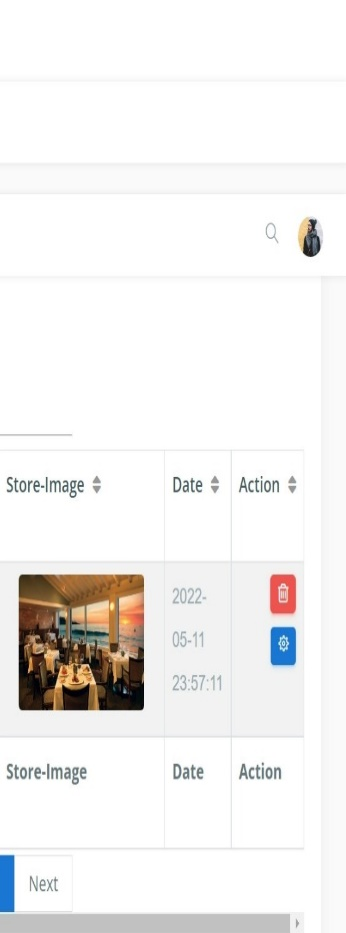 Store-Image Date Action
2022-
05-11
23:57:11
Store-Image Date Action
Next